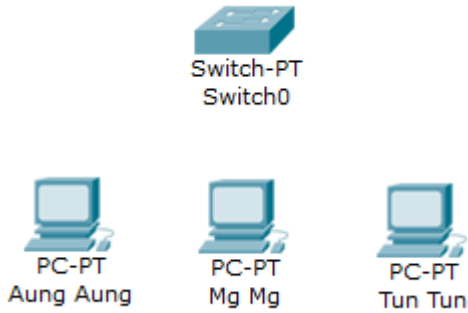 Switch-PT
Switch0
PC-PT
Aung Aung
PC-PT
Mg Mg
PC-PT
Tun Tun